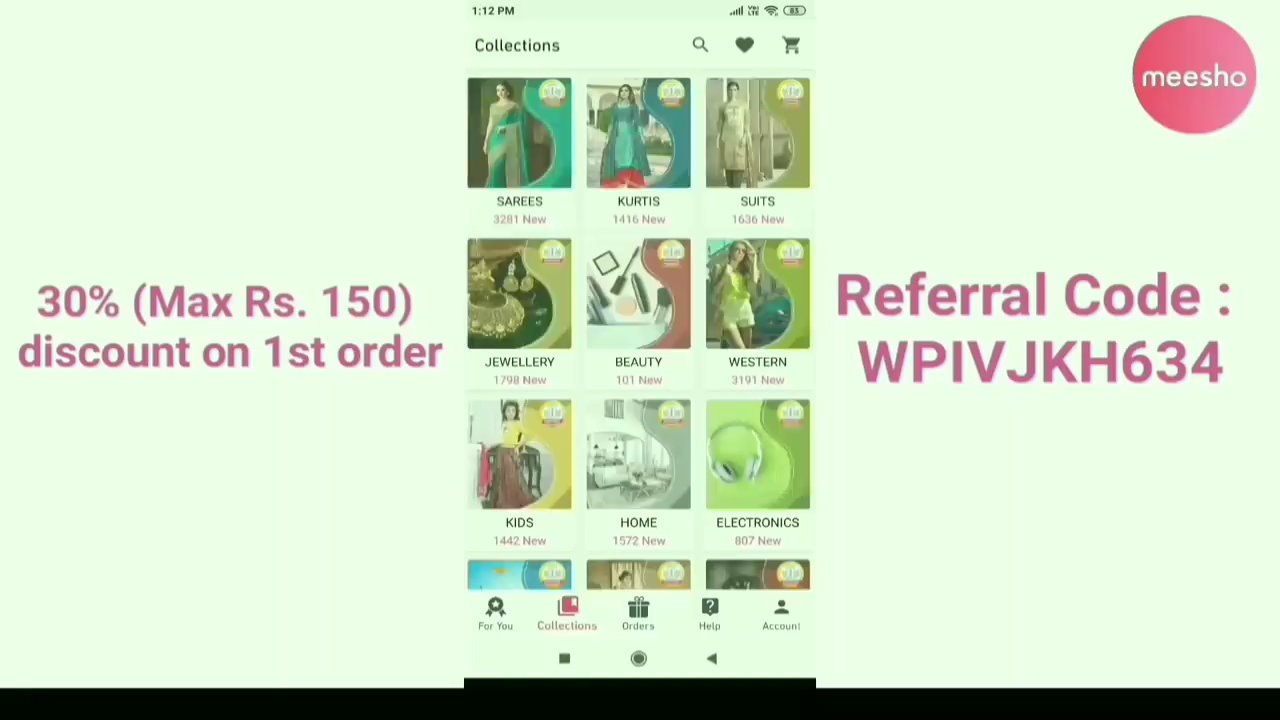 1:12 PM
85
Collections
meesho
SAREES
KURTIS
SUITS
3281 New
1416 New
1636 New
30% (Max Rs. 150)
discount on 1st order
Referral Code :
WPIVJKH634
JEWELLERY
BEAUTY
WESTERN
1798 New
101 New
3191 New
KIDS
HOME
ELECTRONICS
1442 New
1572 New
807 New
For You
Collections
Orders
Help
Account